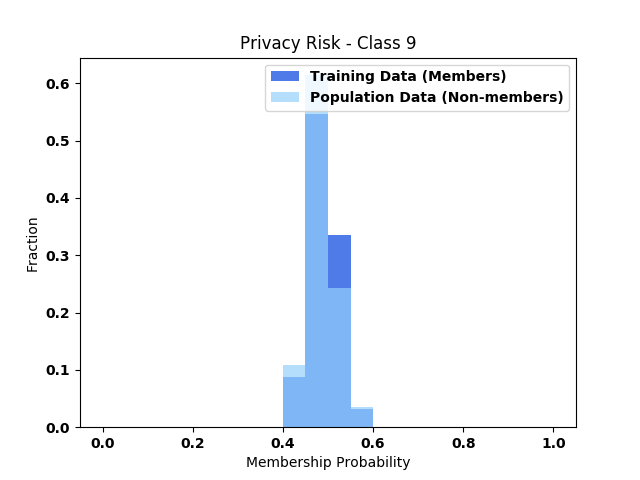 Privacy Risk - Class 9
Training Data (Members)
Population Data (Non-members)
0.6
0.5
0.4
0.3
0.2
0.1
0.0
Fraction
0.0 0.2 0.4 0.6 0.8 1.0
Membership Probability